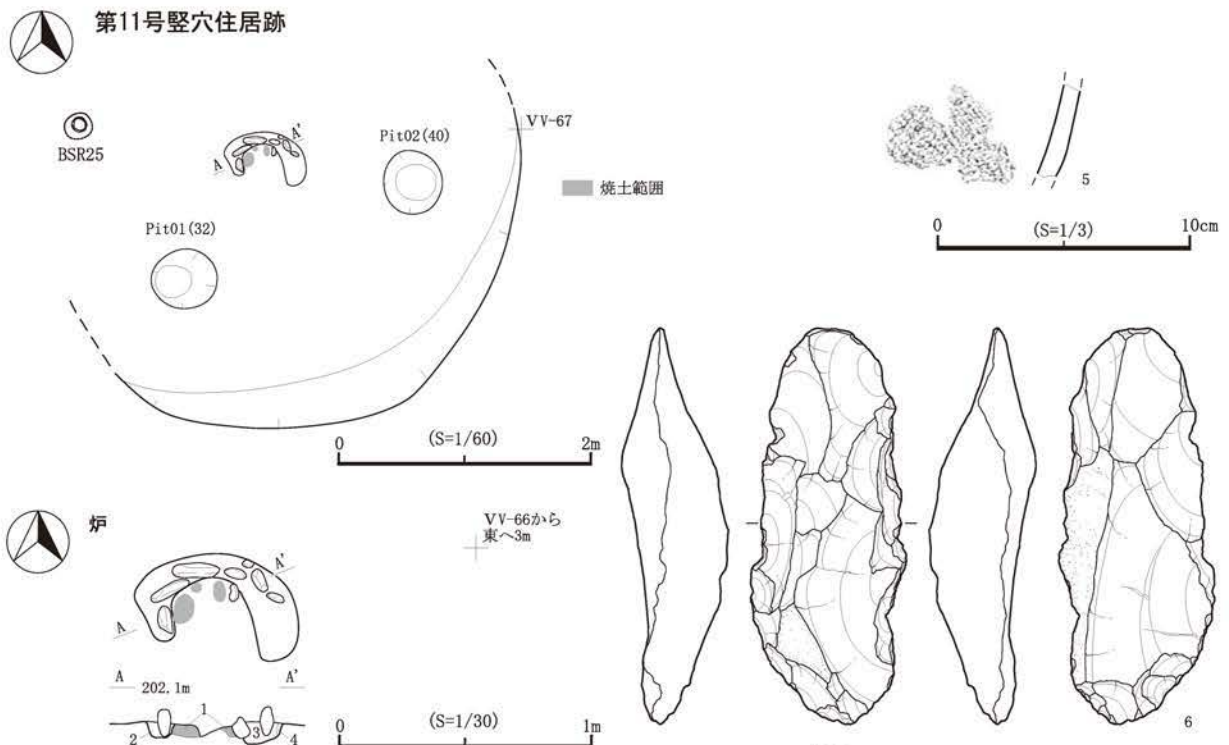 第11号竪穴住居跡
BSR25
A
A'
Pit02(40)
VV-67
焼土範囲
Pit01(32)
0 (S=1/60) 2m
5
0 (S=1/3) 10cm
炉
VV-66から
東へ3m
A
A'
A 202.1m A'
1
2 3 4
0 (S=1/30) 1m
6